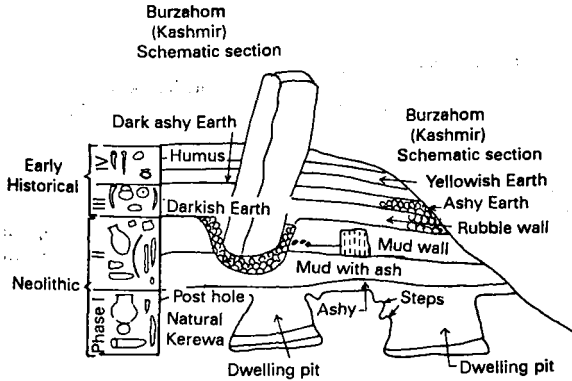 Burzahom
(Kashmir)
Schematic section
Burzahom
(Kashmir)
Schematic section
Dark ashy Earth
Early
Historical
IV
Humus
Yellowish Earth
III
Darkish Earth
Ashy Earth
Rubble wall
Mud wall
II
Mud with ash
Neolithic
Phase I
Post hole
Natural
Kerewa
Ashy
Steps
Dwelling pit
Dwelling pit